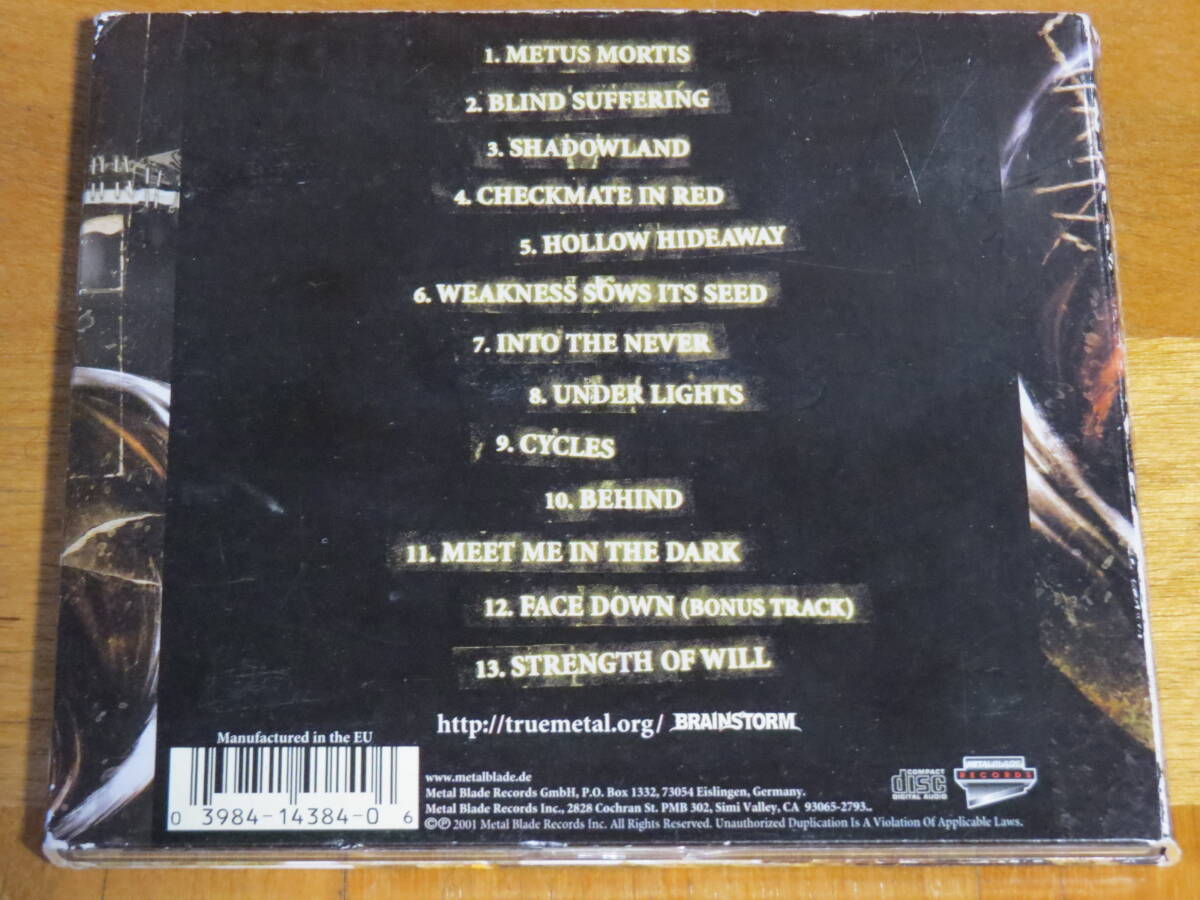 1. METUS MORTIS
2. BLIND SUFFERING
3. SHADOWLAND
4. CHECKMATE IN RED
5. HOLLOW HIDEAWAY
6. WEAKNESS SOWS ITS SEED
7. INTO THE NEVER
8. UNDER LIGHTS
9. CYCLES
10. BEHIND
11. MEET ME IN THE DARK
12. FACE DOWN (BONUS TRACK)
13. STRENGTH OF WILL
http://truemetal.org/ BRAINSTORM
Manufactured in the EU
0 3984-14384-0 6
www.metalblade.de
Metal Blade Records GmbH, P.O. Box 1332, 73054 Eislingen, Germany.
Metal Blade Records Inc., 2828 Cochran St. PMB 302, Simi Valley, CA 93065-2793..
©℗ 2001 Metal Blade Records Inc. All Rights Reserved. Unauthorized Duplication Is A Violation Of Applicable Laws.
COMPACT
disc
DIGITAL AUDIO
METAL BLADE
RECORDS